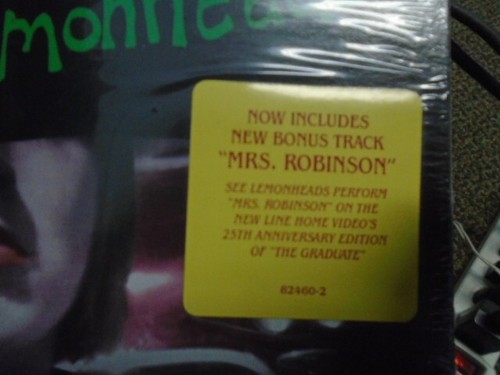 monhea
NOW INCLUDES
NEW BONUS TRACK
"MRS. ROBINSON"
SEE LEMONHEADS PERFORM
"MRS. ROBINSON" ON THE
NEW LINE HOME VIDEO'S
25TH ANNIVERSARY EDITION
OF "THE GRADUATE"
82460-2